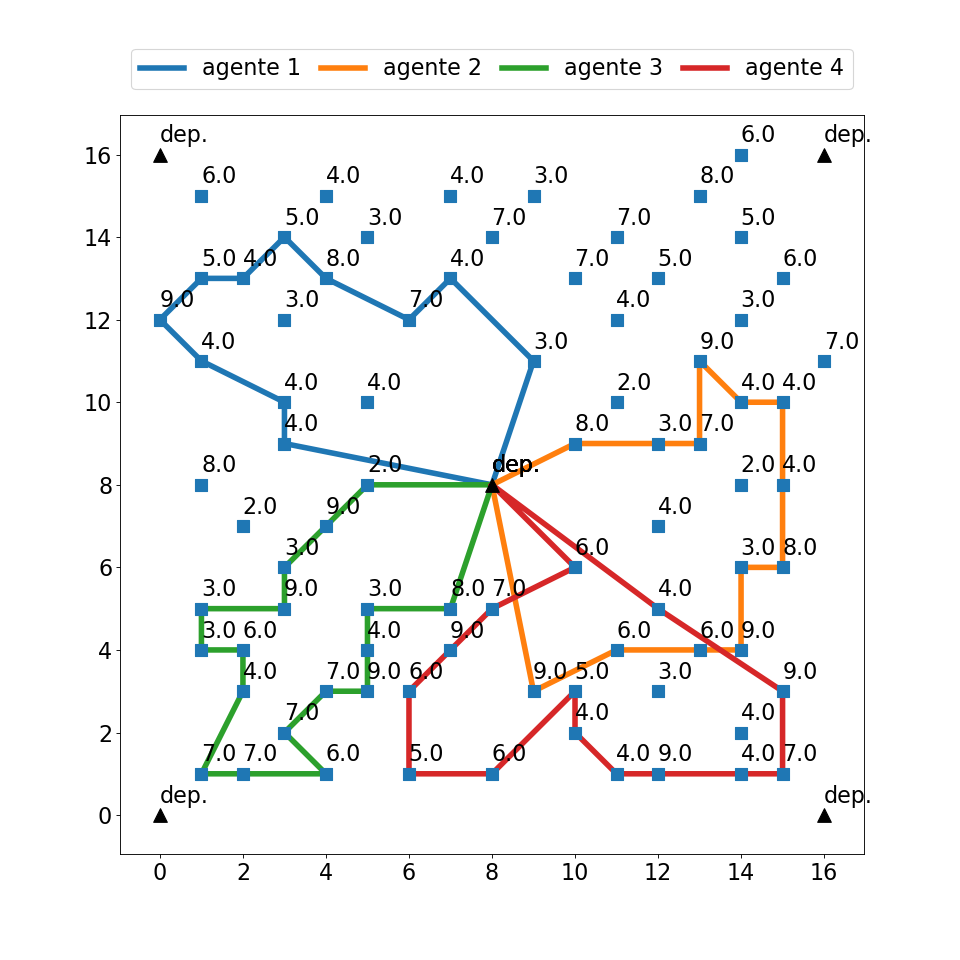 agente 1 agente 2 agente 3 agente 4
dep. 6.0 dep.
16
6.0 4.0 4.0 3.0 8.0
5.0 3.0 7.0 7.0 5.0
14
5.0 4.0 8.0 4.0 7.0 5.0 6.0
9.0 3.0 7.0 4.0 3.0
12
4.0 3.0 9.0 7.0
4.0 4.0 2.0 4.0 4.0
10
4.0 8.0 3.0 7.0
8.0 2.0 dep. 2.0 4.0
8
2.0 9.0 4.0
3.0 6.0 3.0 8.0
6
3.0 9.0 3.0 8.0 7.0 4.0
3.0 6.0 4.0 9.0 6.0 6.0 9.0
4
4.0 7.0 9.0 6.0 9.0 5.0 3.0 9.0
7.0 4.0 4.0
2
7.0 7.0 6.0 5.0 6.0 4.0 9.0 4.0 7.0
dep. dep.
0
0 2 4 6 8 10 12 14 16